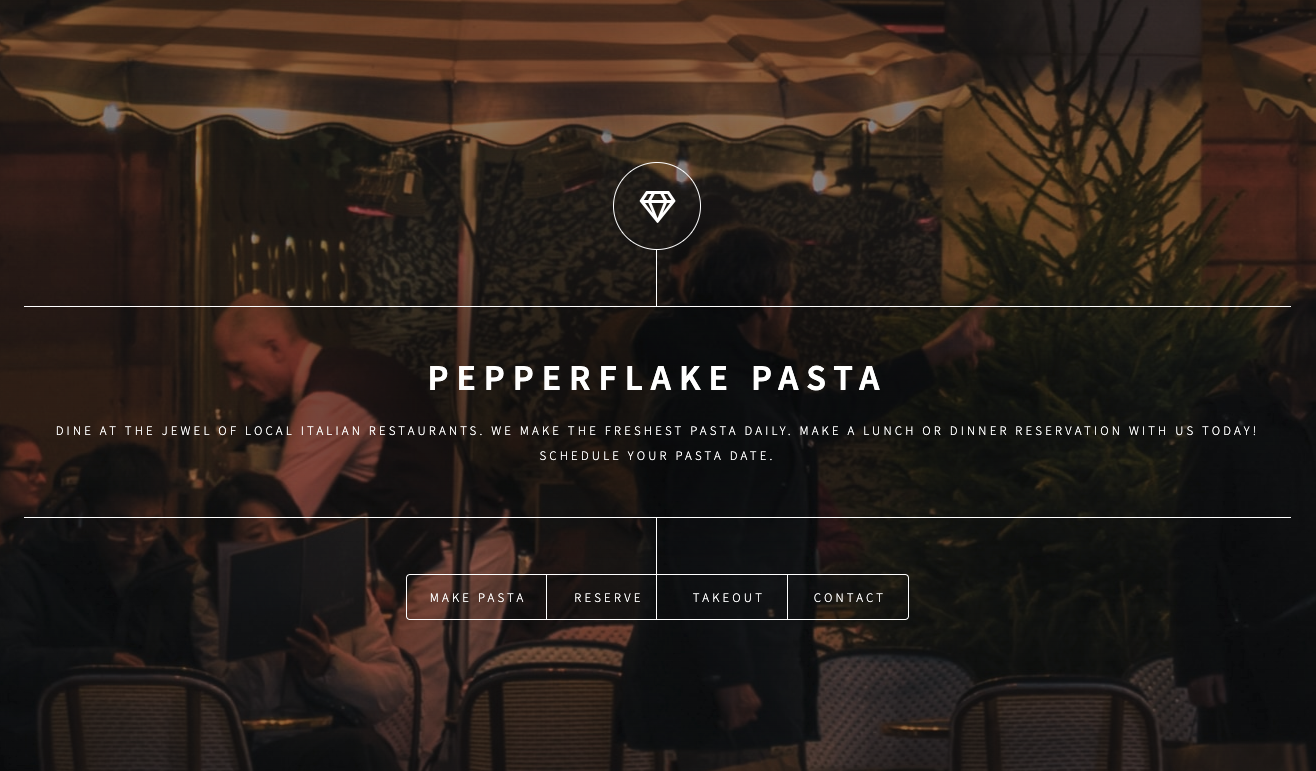 PEPPERFLAKE PASTA
DINE AT THE JEWEL OF LOCAL ITALIAN RESTAURANTS. WE MAKE THE FRESHEST PASTA DAILY. MAKE A LUNCH OR DINNER RESERVATION WITH US TODAY!
SCHEDULE YOUR PASTA DATE.
MAKE PASTA
RESERVE
TAKEOUT
CONTACT